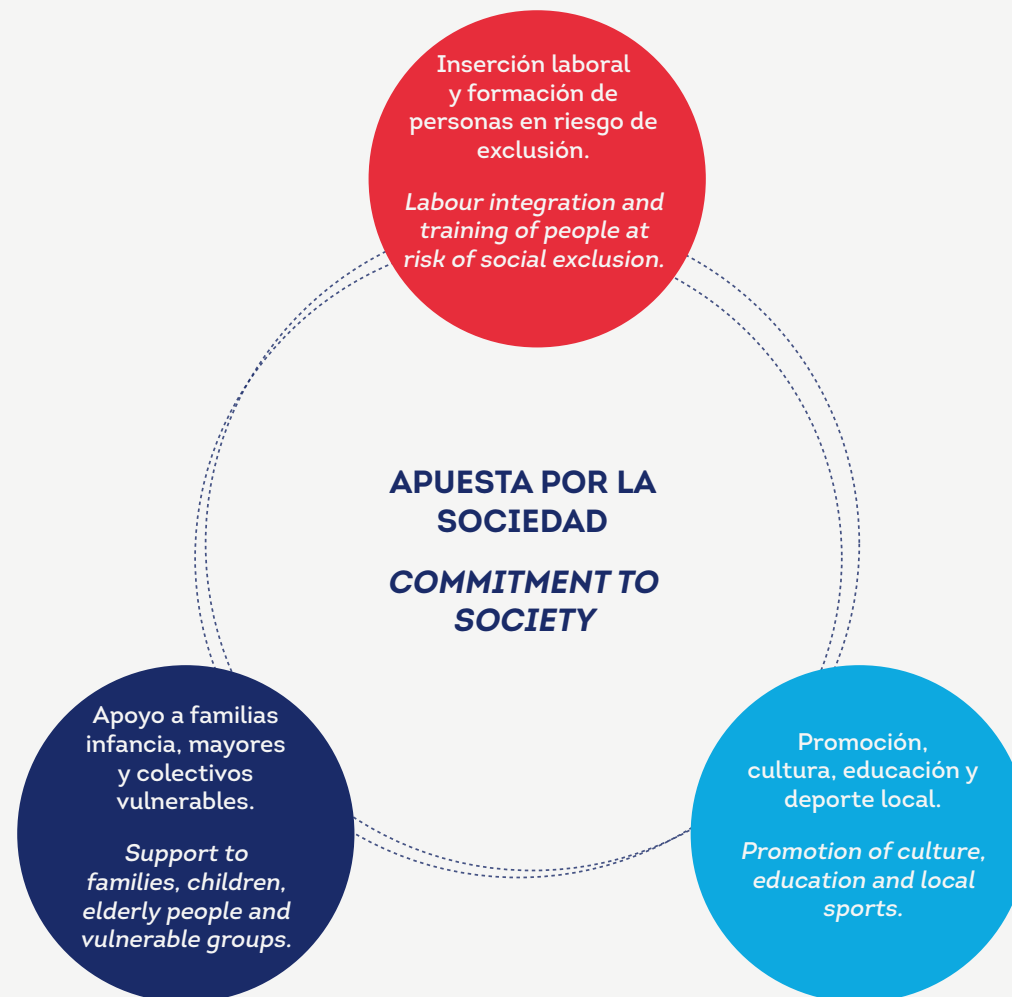 Inserción laboral
y formación de
personas en riesgo de
exclusión.
Labour integration and
training of people at
risk of social exclusion.
APUESTA POR LA
SOCIEDAD
COMMITMENT TO
SOCIETY
Apoyo a familias
infancia, mayores
y colectivos
vulnerables.
Support to
families, children,
elderly people and
vulnerable groups.
Promoción,
cultura, educación y
deporte local.
Promotion of culture,
education and local
sports.